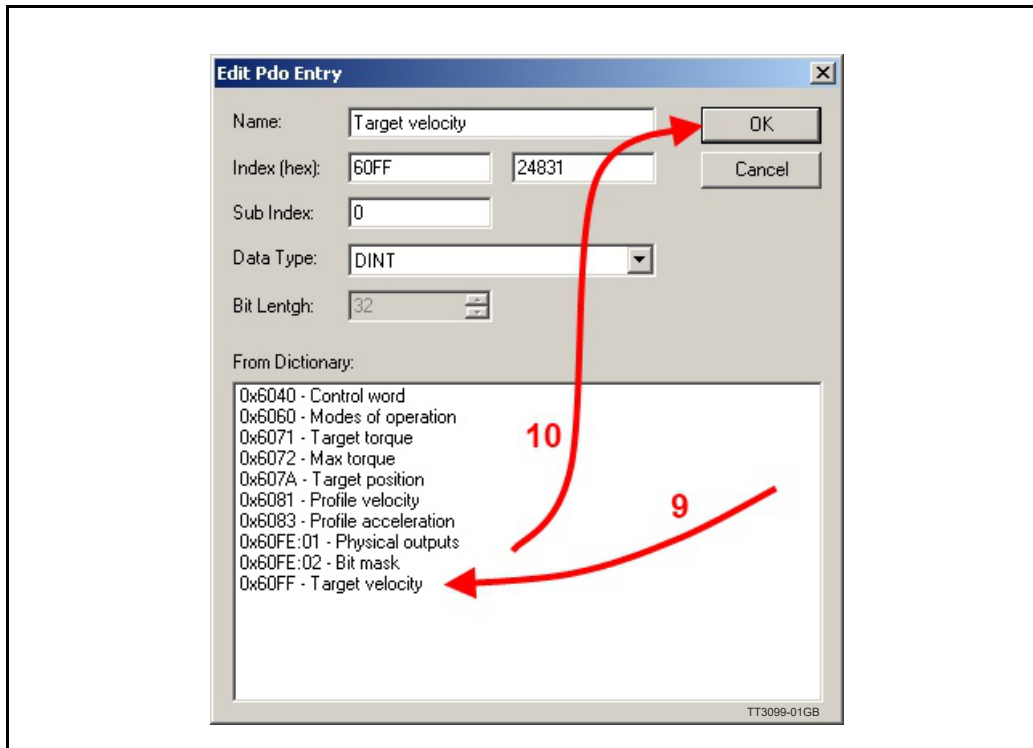 Edit Pdo Entry
Name: Target velocity OK
Index (hex): 60FF 24831 Cancel
Sub Index: 0
Data Type: DINT
Bit Lentgh: 32
From Dictionary:
0x6040 - Control word
0x6060 - Modes of operation
0x6071 - Target torque
0x6072 - Max torque
0x607A - Target position
0x6081 - Profile velocity
0x6083 - Profile acceleration
0x60FE:01 - Physical outputs
0x60FE:02 - Bit mask
0x60FF - Target velocity
10
9
TT3099-01GB